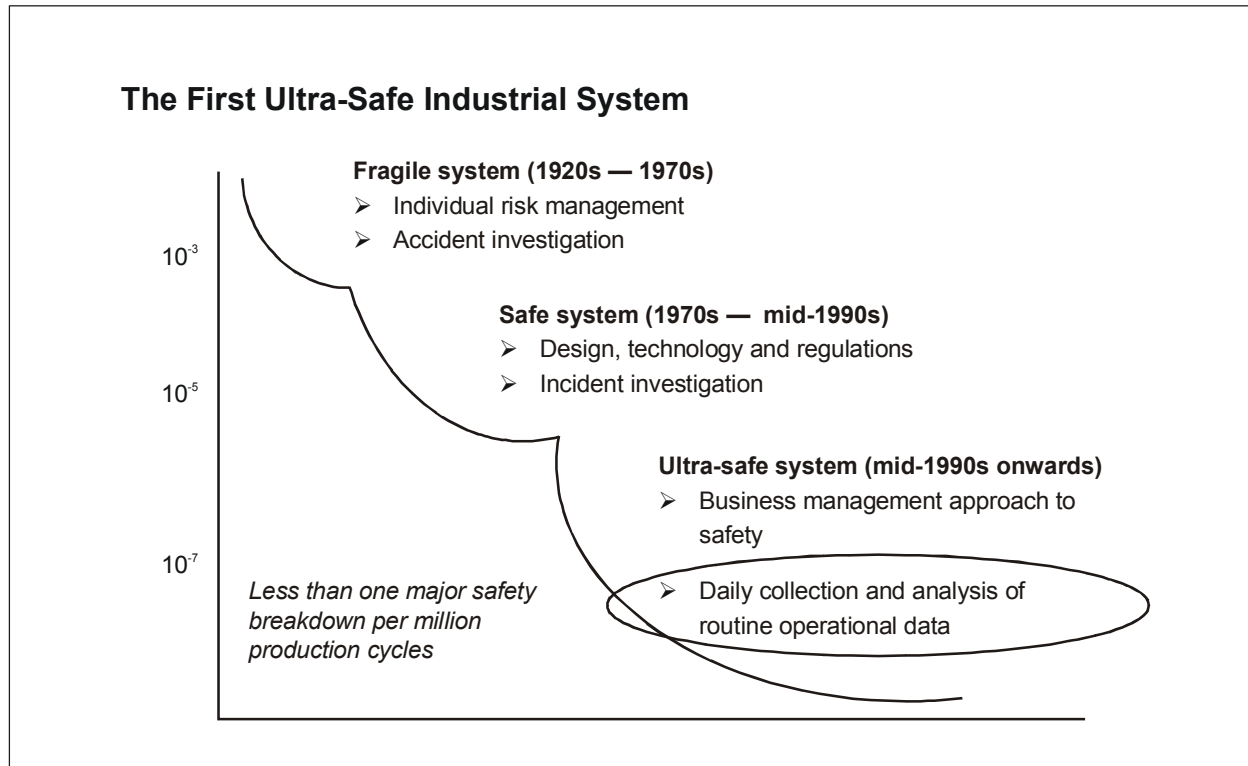 The First Ultra-Safe Industrial System
Fragile system (1920s — 1970s)
➢ Individual risk management
➢ Accident investigation
10⁻³
Safe system (1970s — mid-1990s)
➢ Design, technology and regulations
➢ Incident investigation
10⁻⁵
Ultra-safe system (mid-1990s onwards)
➢ Business management approach to
safety
10⁻⁷
➢ Daily collection and analysis of
routine operational data
Less than one major safety
breakdown per million
production cycles